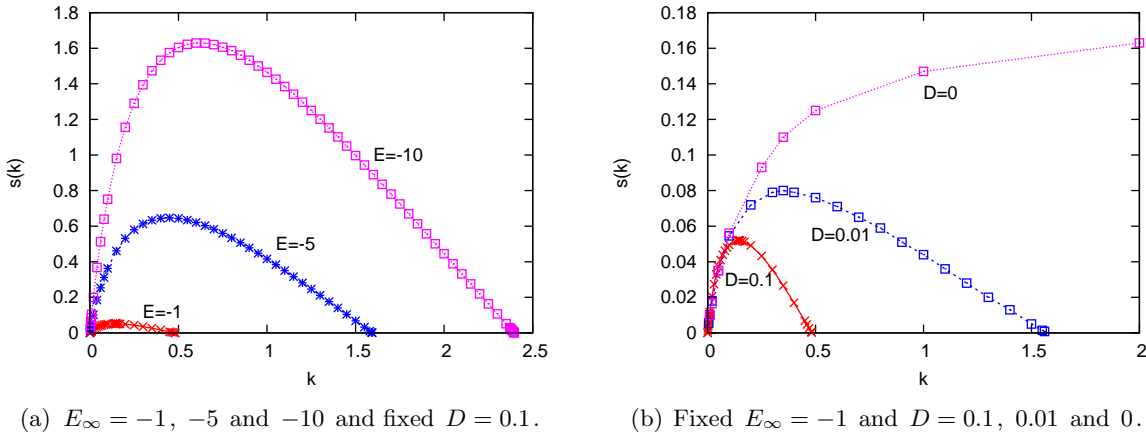 s(k)
1.8
1.6
1.4
1.2
1.0
0.8
0.6
0.4
0.2
0
E=-10
E=-5
E=-1
0 0.5 1.0 1.5 2.0 2.5
k
(a) E∞ = −1, −5 and −10 and fixed D = 0.1.
s(k)
0.18
0.16
0.14
0.12
0.1
0.08
0.06
0.04
0.02
0
D=0
D=0.01
D=0.1
0 0.5 1 1.5 2
k
(b) Fixed E∞ = −1 and D = 0.1, 0.01 and 0.